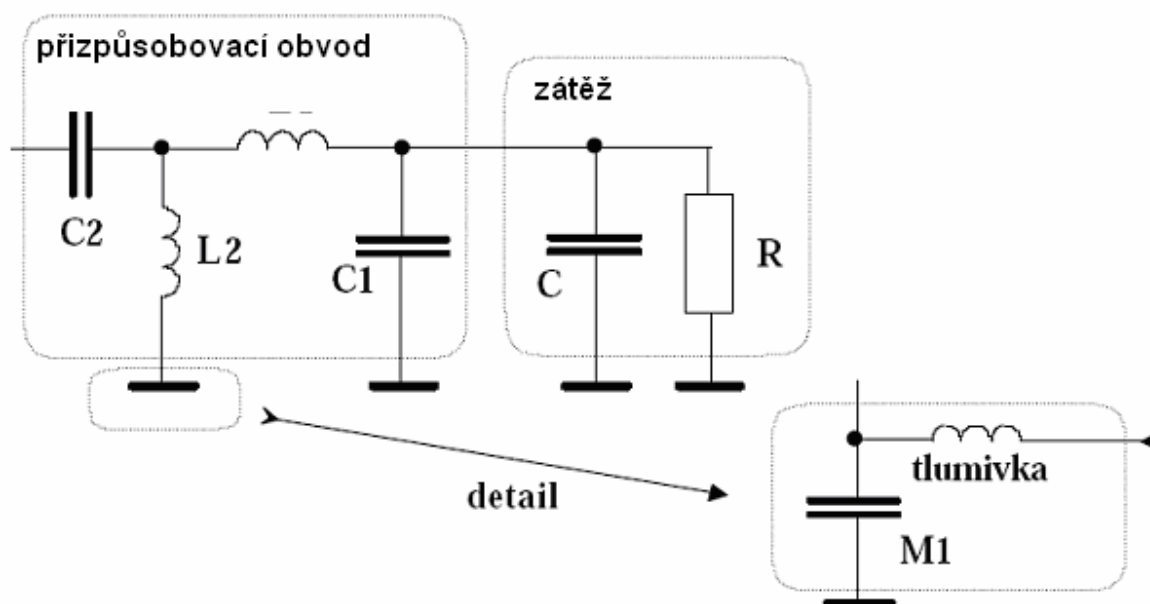 přizpůsobovací obvod
zátěž
C2
L2
C1
C
R
detail
tlumivka
M1